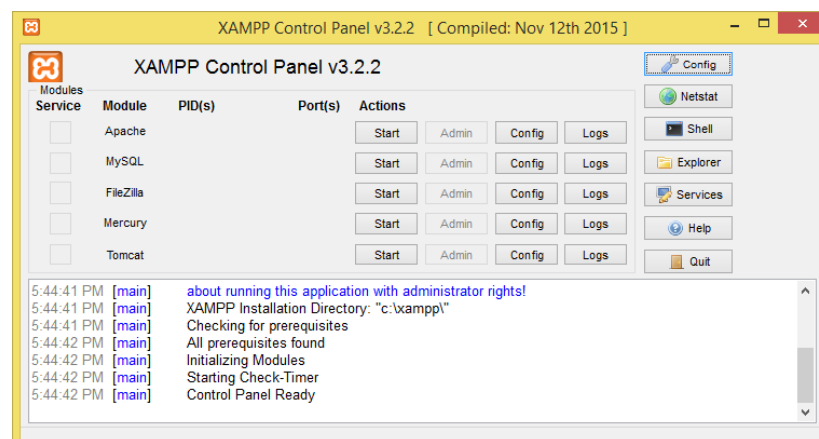 XAMPP Control Panel v3.2.2 [ Compiled: Nov 12th 2015 ]
XAMPP Control Panel v3.2.2
Config
Modules
Service Module PID(s) Port(s) Actions
Netstat
Apache Start Admin Config Logs
Shell
MySQL Start Admin Config Logs
Explorer
FileZilla Start Admin Config Logs
Services
Mercury Start Admin Config Logs
Help
Tomcat Start Admin Config Logs
Quit
5:44:41 PM [main] about running this application with administrator rights!
5:44:41 PM [main] XAMPP Installation Directory: "c:\xampp\"
5:44:41 PM [main] Checking for prerequisites
5:44:42 PM [main] All prerequisites found
5:44:42 PM [main] Initializing Modules
5:44:42 PM [main] Starting Check-Timer
5:44:42 PM [main] Control Panel Ready